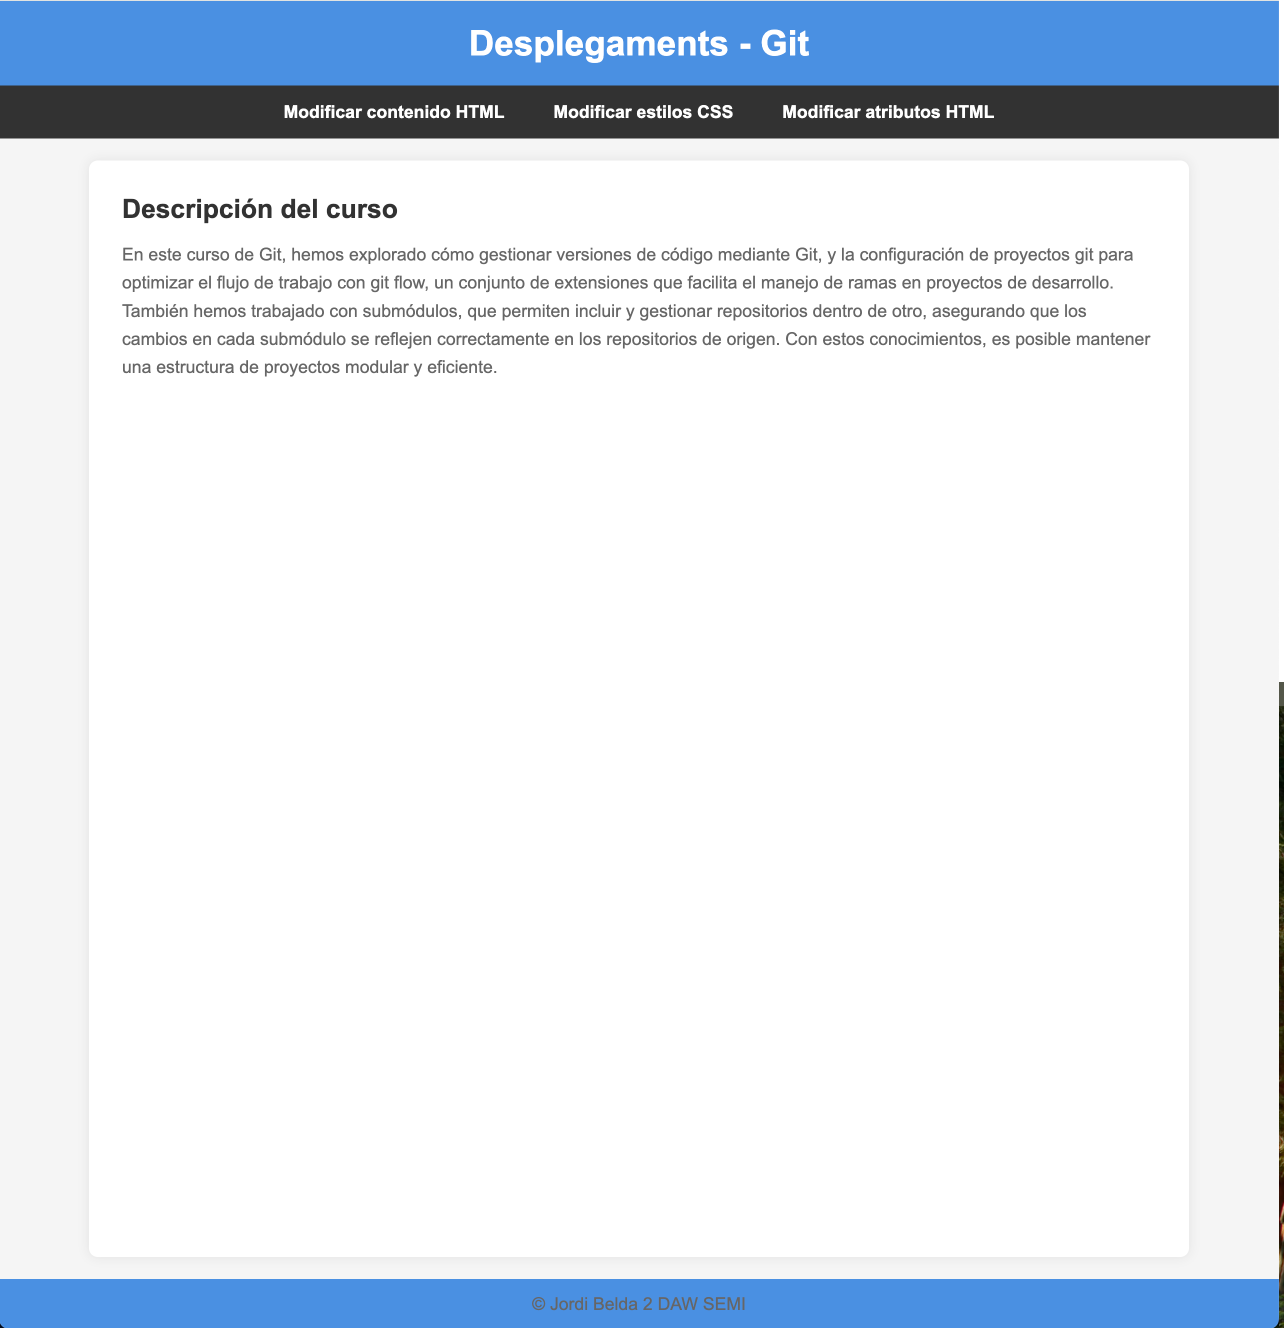 Desplegaments - Git
Modificar contenido HTML Modificar estilos CSS Modificar atributos HTML
Descripción del curso
En este curso de Git, hemos explorado cómo gestionar versiones de código mediante Git, y la configuración de proyectos git para
optimizar el flujo de trabajo con git flow, un conjunto de extensiones que facilita el manejo de ramas en proyectos de desarrollo.
También hemos trabajado con submódulos, que permiten incluir y gestionar repositorios dentro de otro, asegurando que los
cambios en cada submódulo se reflejen correctamente en los repositorios de origen. Con estos conocimientos, es posible mantener
una estructura de proyectos modular y eficiente.
© Jordi Belda 2 DAW SEMI